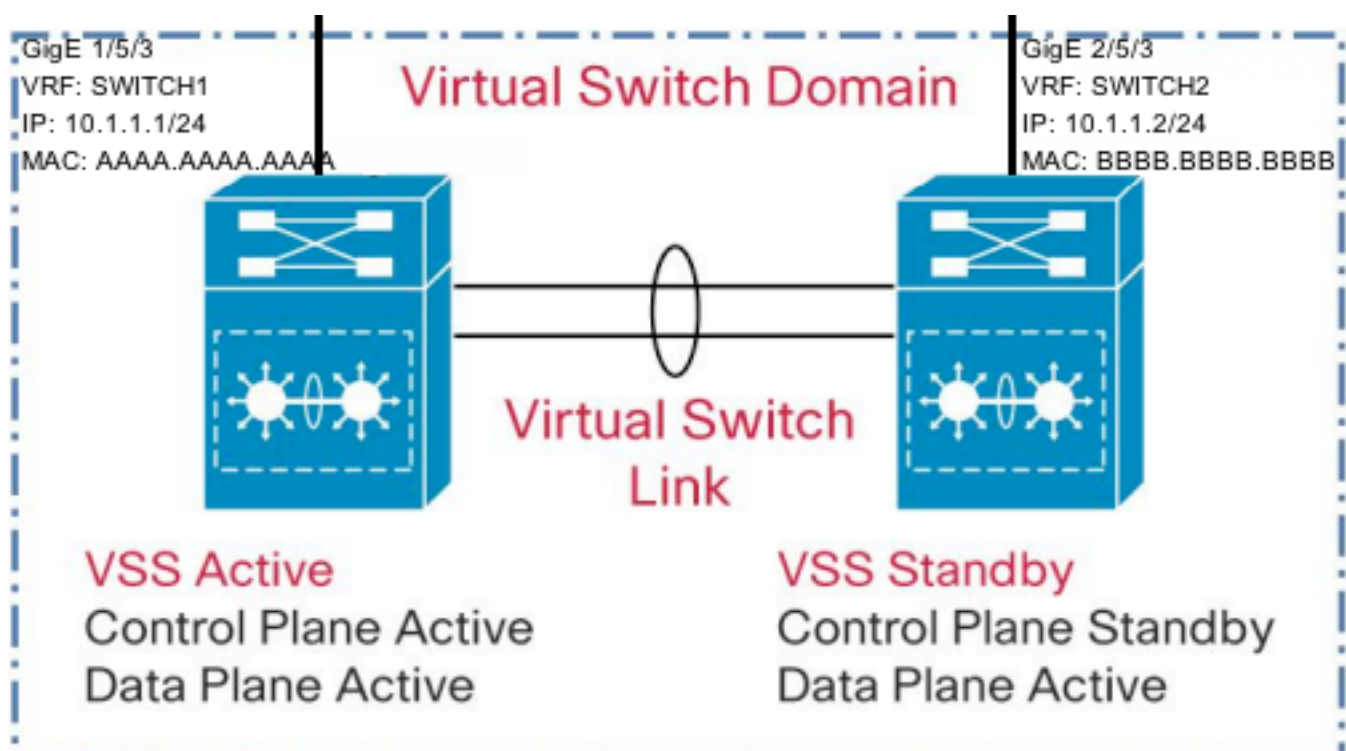 GigE 1/5/3
VRF: SWITCH1
IP: 10.1.1.1/24
MAC: AAAA.AAAA.AAAA
Virtual Switch Domain
GigE 2/5/3
VRF: SWITCH2
IP: 10.1.1.2/24
MAC: BBBB.BBBB.BBBB
Virtual Switch
Link
VSS Active
Control Plane Active
Data Plane Active
VSS Standby
Control Plane Standby
Data Plane Active